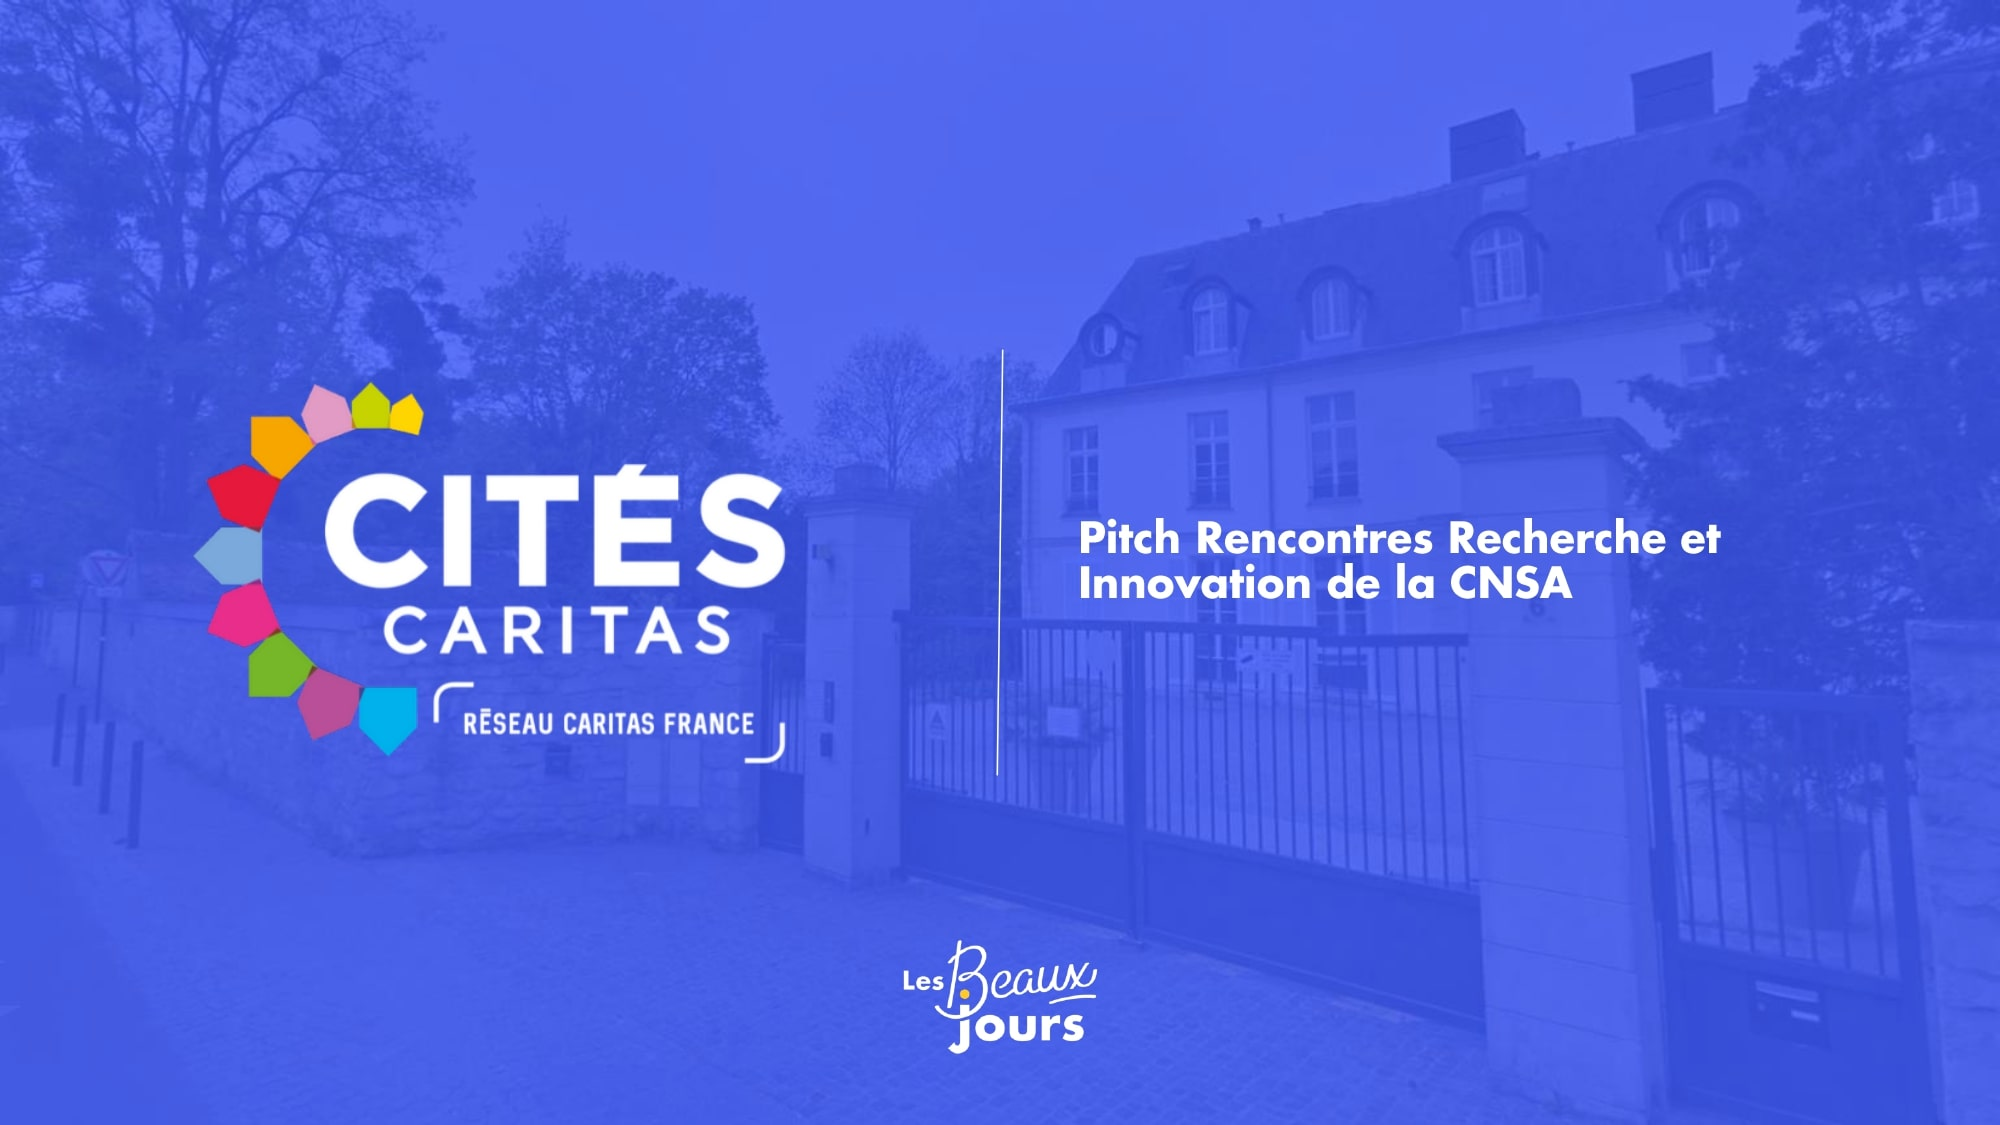 CITÉS
CARITAS
RÉSEAU CARITAS FRANCE
Pitch Rencontres Recherche et
Innovation de la CNSA
Les Beaux
jours